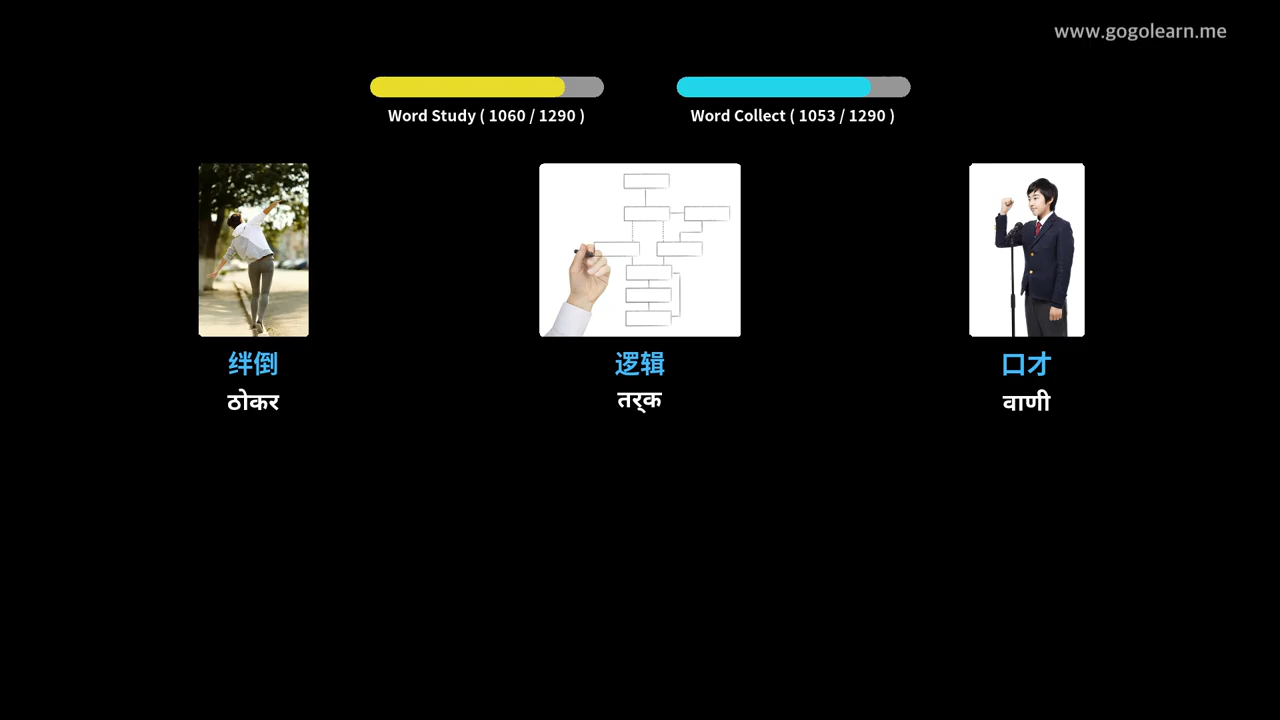 www.gogolearn.me
Word Study ( 1060 / 1290 )
Word Collect ( 1053 / 1290 )
绊倒
逻辑
口才
ठोकर
तर्क
वाणी